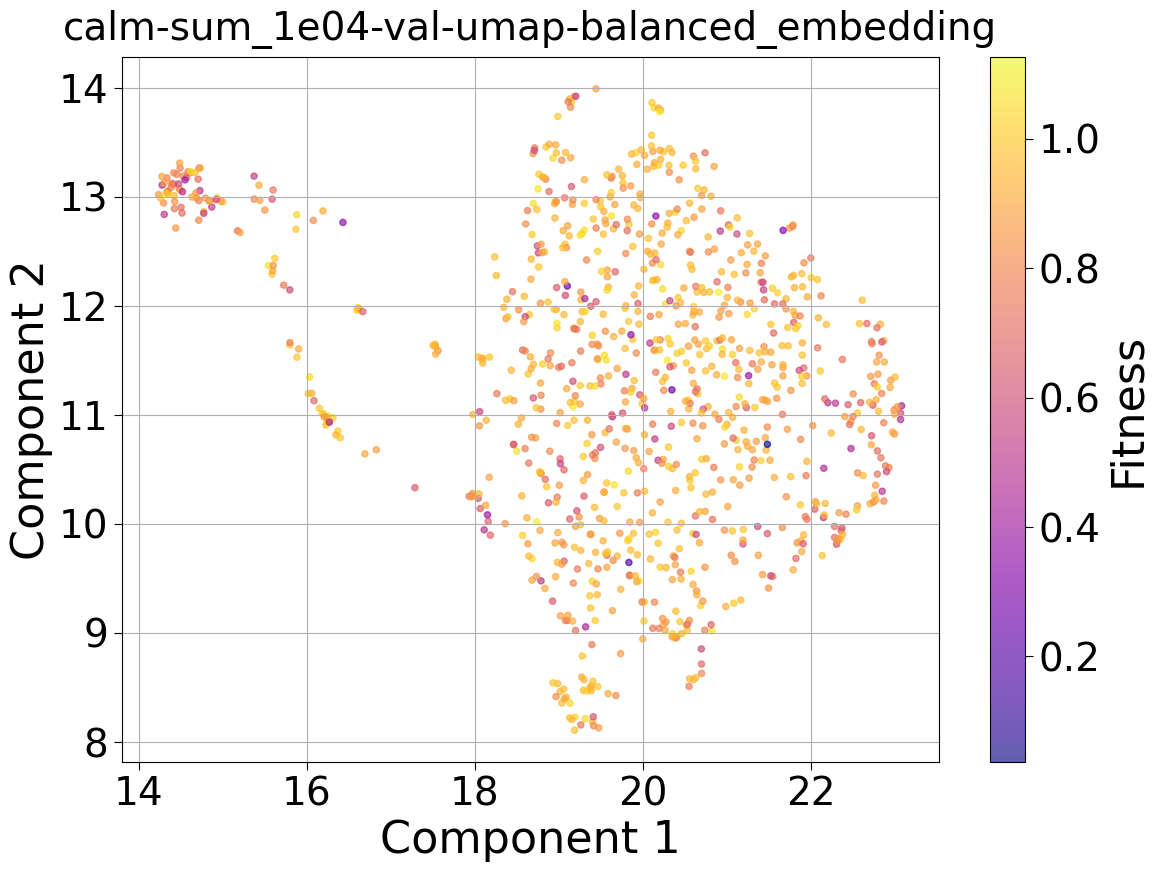 calm-sum_1e04-val-umap-balanced_embedding
14
13
12
11
10
9
8
Component 2
14 16 18 20 22
Component 1
1.0
0.8
0.6
0.4
0.2
Fitness